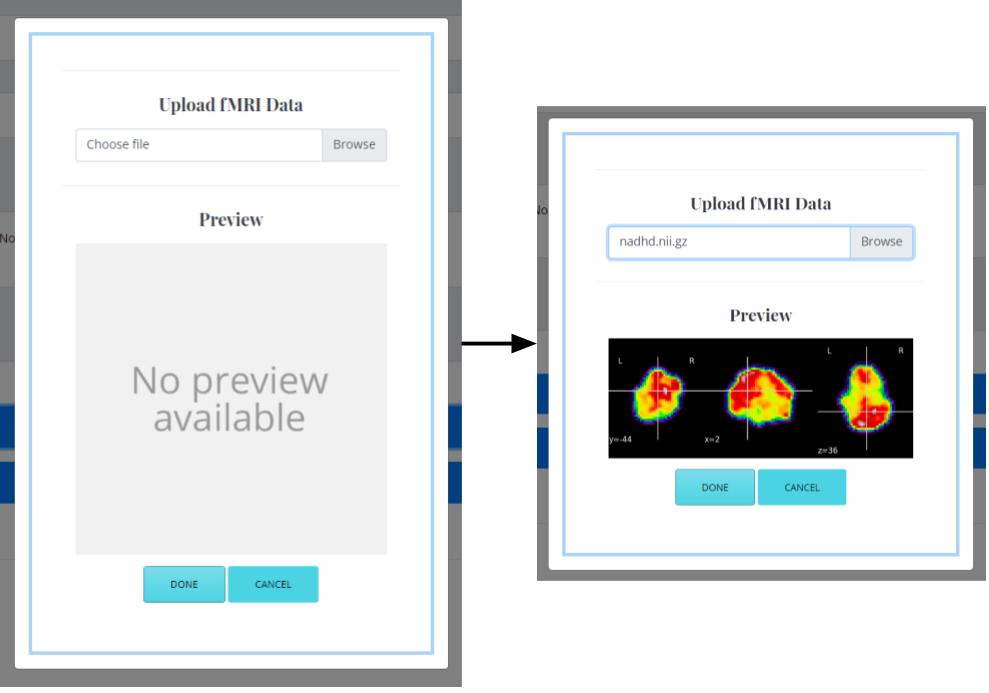 Upload fMRI Data
Choose file
Browse
Preview
No preview
available
DONE
CANCEL
No
Upload fMRI Data
nadhd.nii.gz
Browse
Preview
L
R
L
R
y=-44
x=2
z=36
DONE
CANCEL
No